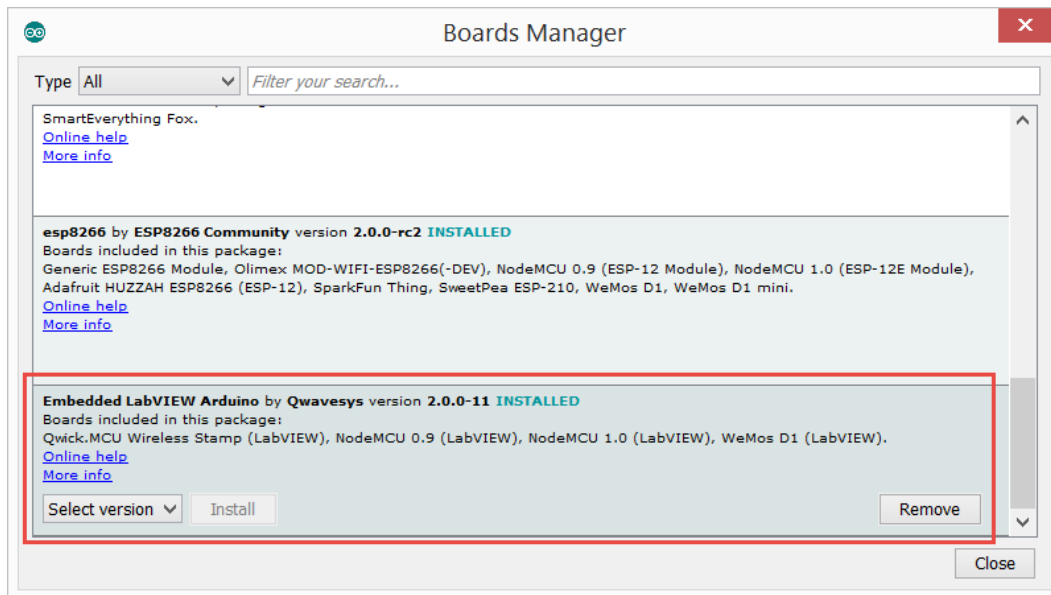 Boards Manager
Type All Filter your search...
SmartEverything Fox.
Online help
More info
esp8266 by ESP8266 Community version 2.0.0-rc2 INSTALLED
Boards included in this package:
Generic ESP8266 Module, Olimex MOD-WIFI-ESP8266(-DEV), NodeMCU 0.9 (ESP-12 Module), NodeMCU 1.0 (ESP-12E Module),
Adafruit HUZZAH ESP8266 (ESP-12), SparkFun Thing, SweetPea ESP-210, WeMos D1, WeMos D1 mini.
Online help
More info
Embedded LabVIEW Arduino by Qwavesys version 2.0.0-11 INSTALLED
Boards included in this package:
Qwick.MCU Wireless Stamp (LabVIEW), NodeMCU 0.9 (LabVIEW), NodeMCU 1.0 (LabVIEW), WeMos D1 (LabVIEW).
Online help
More info
Select version Install Remove
Close